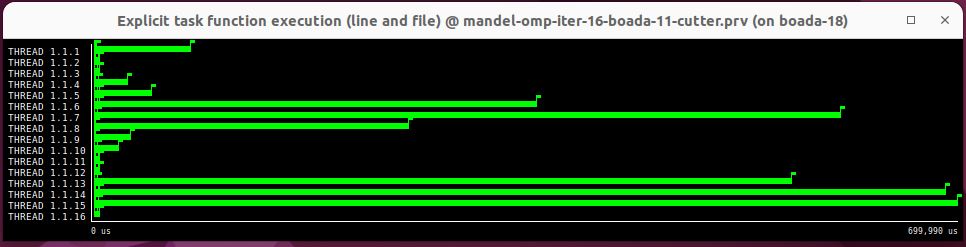 Explicit task function execution (line and file) @ mandel-omp-iter-16-boada-11-cutter.prv (on boada-18)
THREAD 1.1.1
THREAD 1.1.2
THREAD 1.1.3
THREAD 1.1.4
THREAD 1.1.5
THREAD 1.1.6
THREAD 1.1.7
THREAD 1.1.8
THREAD 1.1.9
THREAD 1.1.10
THREAD 1.1.11
THREAD 1.1.12
THREAD 1.1.13
THREAD 1.1.14
THREAD 1.1.15
THREAD 1.1.16
0 us
699,990 us